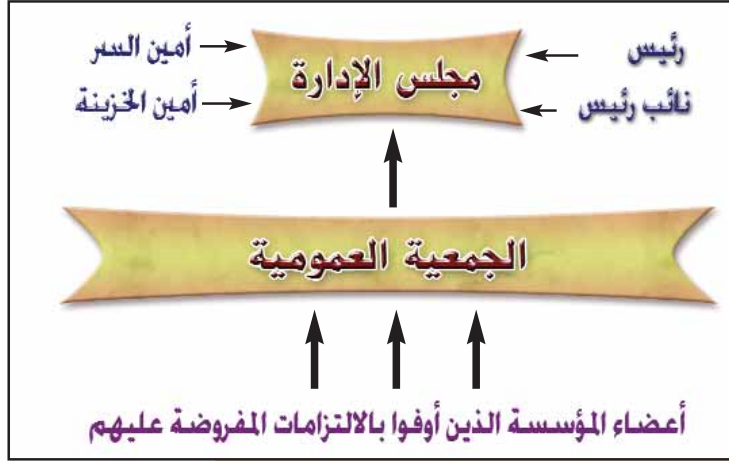 رئيس
أمين السر
مجلس الإدارة
نائب رئيس
أمين الخزينة
الجمعية العمومية
أعضاء المؤسسة الذين أوفوا بالالتزامات المفروضة عليهم